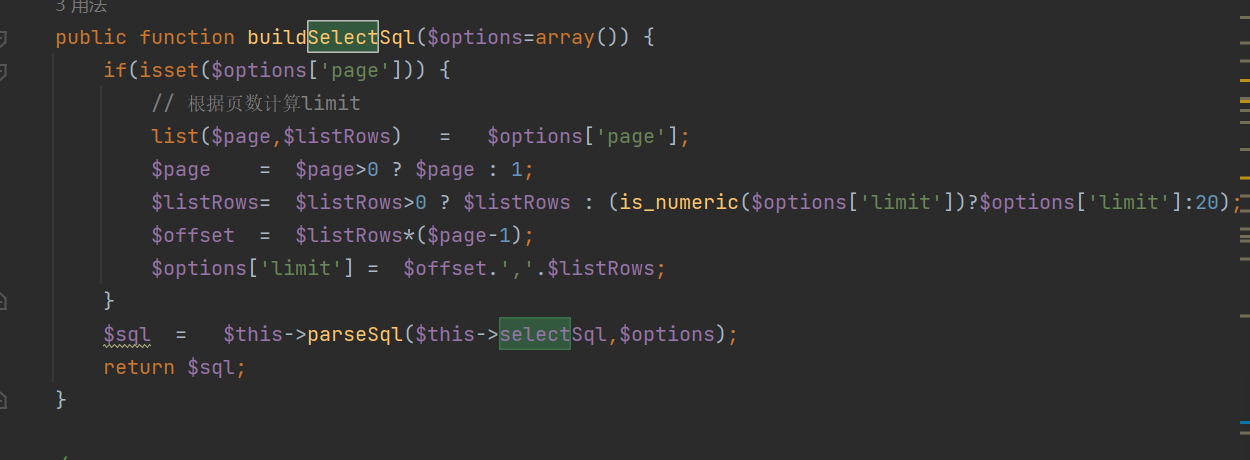 3 用法
public function buildSelectSql($options=array()) {
if(isset($options['page'])) {
// 根据页数计算limit
list($page,$listRows)   =   $options['page'];
$page    =  $page>0 ? $page : 1;
$listRows=  $listRows>0 ? $listRows : (is_numeric($options['limit'])?$options['limit']:20);
$offset  =  $listRows*($page-1);
$options['limit'] =  $offset.','.$listRows;
}
$sql  =   $this->parseSql($this->selectSql,$options);
return $sql;
}